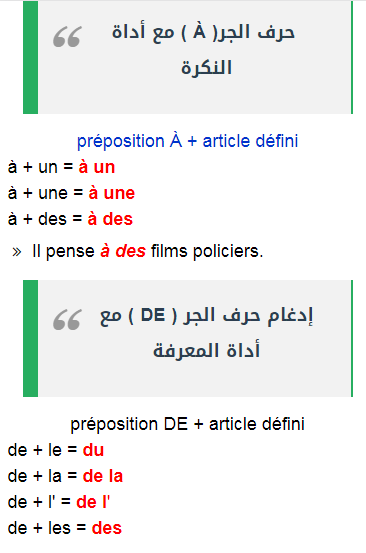 حرف الجر( À ) مع أداة
النكرة
préposition À + article défini
à + un = à un
à + une = à une
à + des = à des
» Il pense à des films policiers.
إدغام حرف الجر ( DE ) مع
أداة المعرفة
préposition DE + article défini
de + le = du
de + la = de la
de + l' = de l'
de + les = des